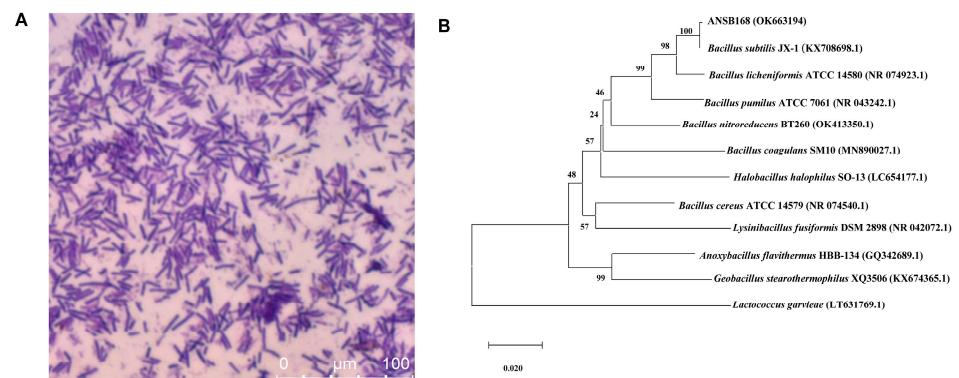 A
B
0 µm 100
ANSB168 (OK663194)
100
Bacillus subtilis JX-1 (KX708698.1)
98
Bacillus licheniformis ATCC 14580 (NR 074923.1)
99
Bacillus pumilus ATCC 7061 (NR 043242.1)
46
Bacillus nitroreducens BT260 (OK413350.1)
24
Bacillus coagulans SM10 (MN890027.1)
57
Halobacillus halophilus SO-13 (LC654177.1)
48
Bacillus cereus ATCC 14579 (NR 074540.1)
57
Lysinibacillus fusiformis DSM 2898 (NR 042072.1)
Anoxybacillus flavithermus HBB-134 (GQ342689.1)
99
Geobacillus stearothermophilus XQ3506 (KX674365.1)
Lactococcus garvieae (LT631769.1)
0.020